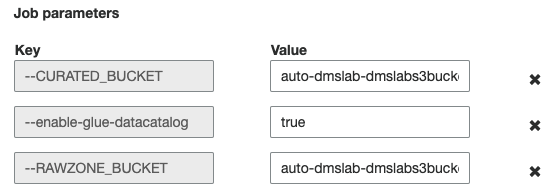 Job parameters
Key Value
--CURATED_BUCKET auto-dmslab-dmslabs3buck
--enable-glue-datacatalog true
--RAWZONE_BUCKET auto-dmslab-dmslabs3buck